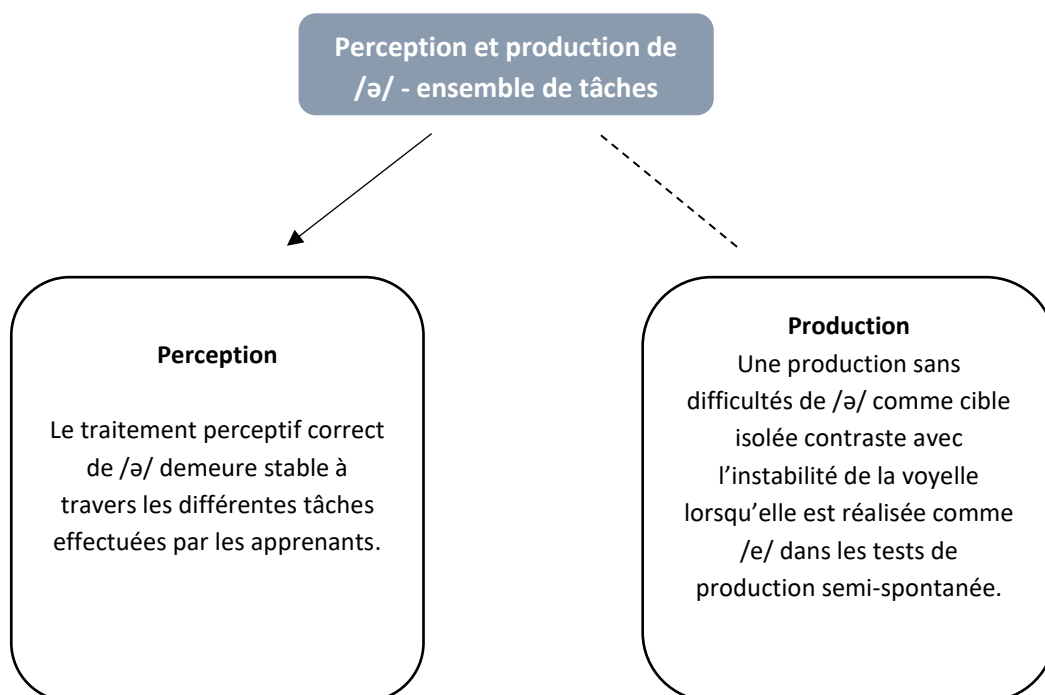 Perception et production de
/ə/ - ensemble de tâches
Perception
Le traitement perceptif correct
de /ə/ demeure stable à
travers les différentes tâches
effectuées par les apprenants.
Production
Une production sans
difficultés de /ə/ comme cible
isolée contraste avec
l’instabilité de la voyelle
lorsqu’elle est réalisée comme
/e/ dans les tests de
production semi-spontanée.